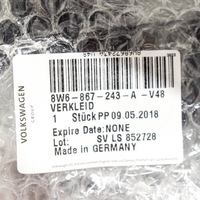 VOLKSWAGEN
GROUP
8W6-867-243-A -V48
VERKLEID
1 Stück PP 09.05.2018
Expire Date: NONE
Lot: SV LS 852728
Made in GERMANY